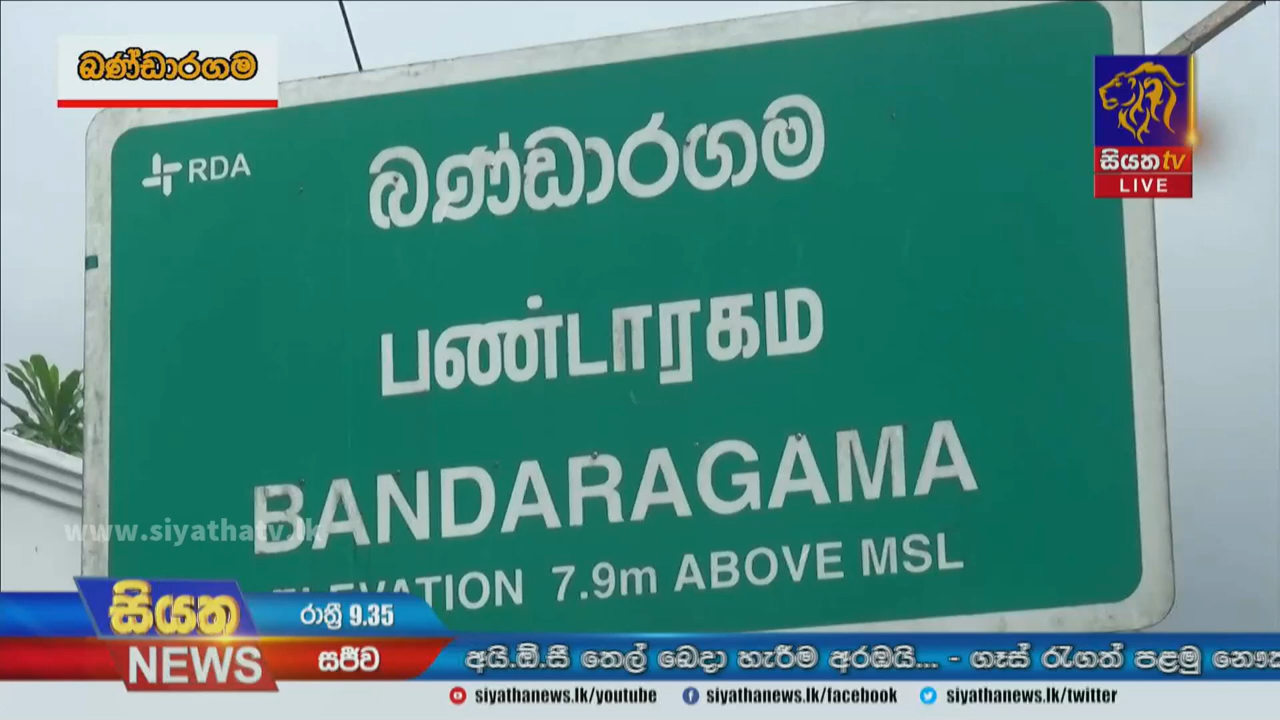 බණ්ඩාරගම
සියත tv
LIVE
RDA
බණ්ඩාරගම
பண்டாரகம
BANDARAGAMA
ELEVATION 7.9m ABOVE MSL
www.siyathatv.lk
සියත
NEWS
රාත්‍රී 9.35
සජීව
අයි.ඕ.සී තෙල් බෙදා හැරීම අරඹයි... - ගෑස් රැගත් පළමු
siyathanews.lk/youtube siyathanews.lk/facebook siyathanews.lk/twitter